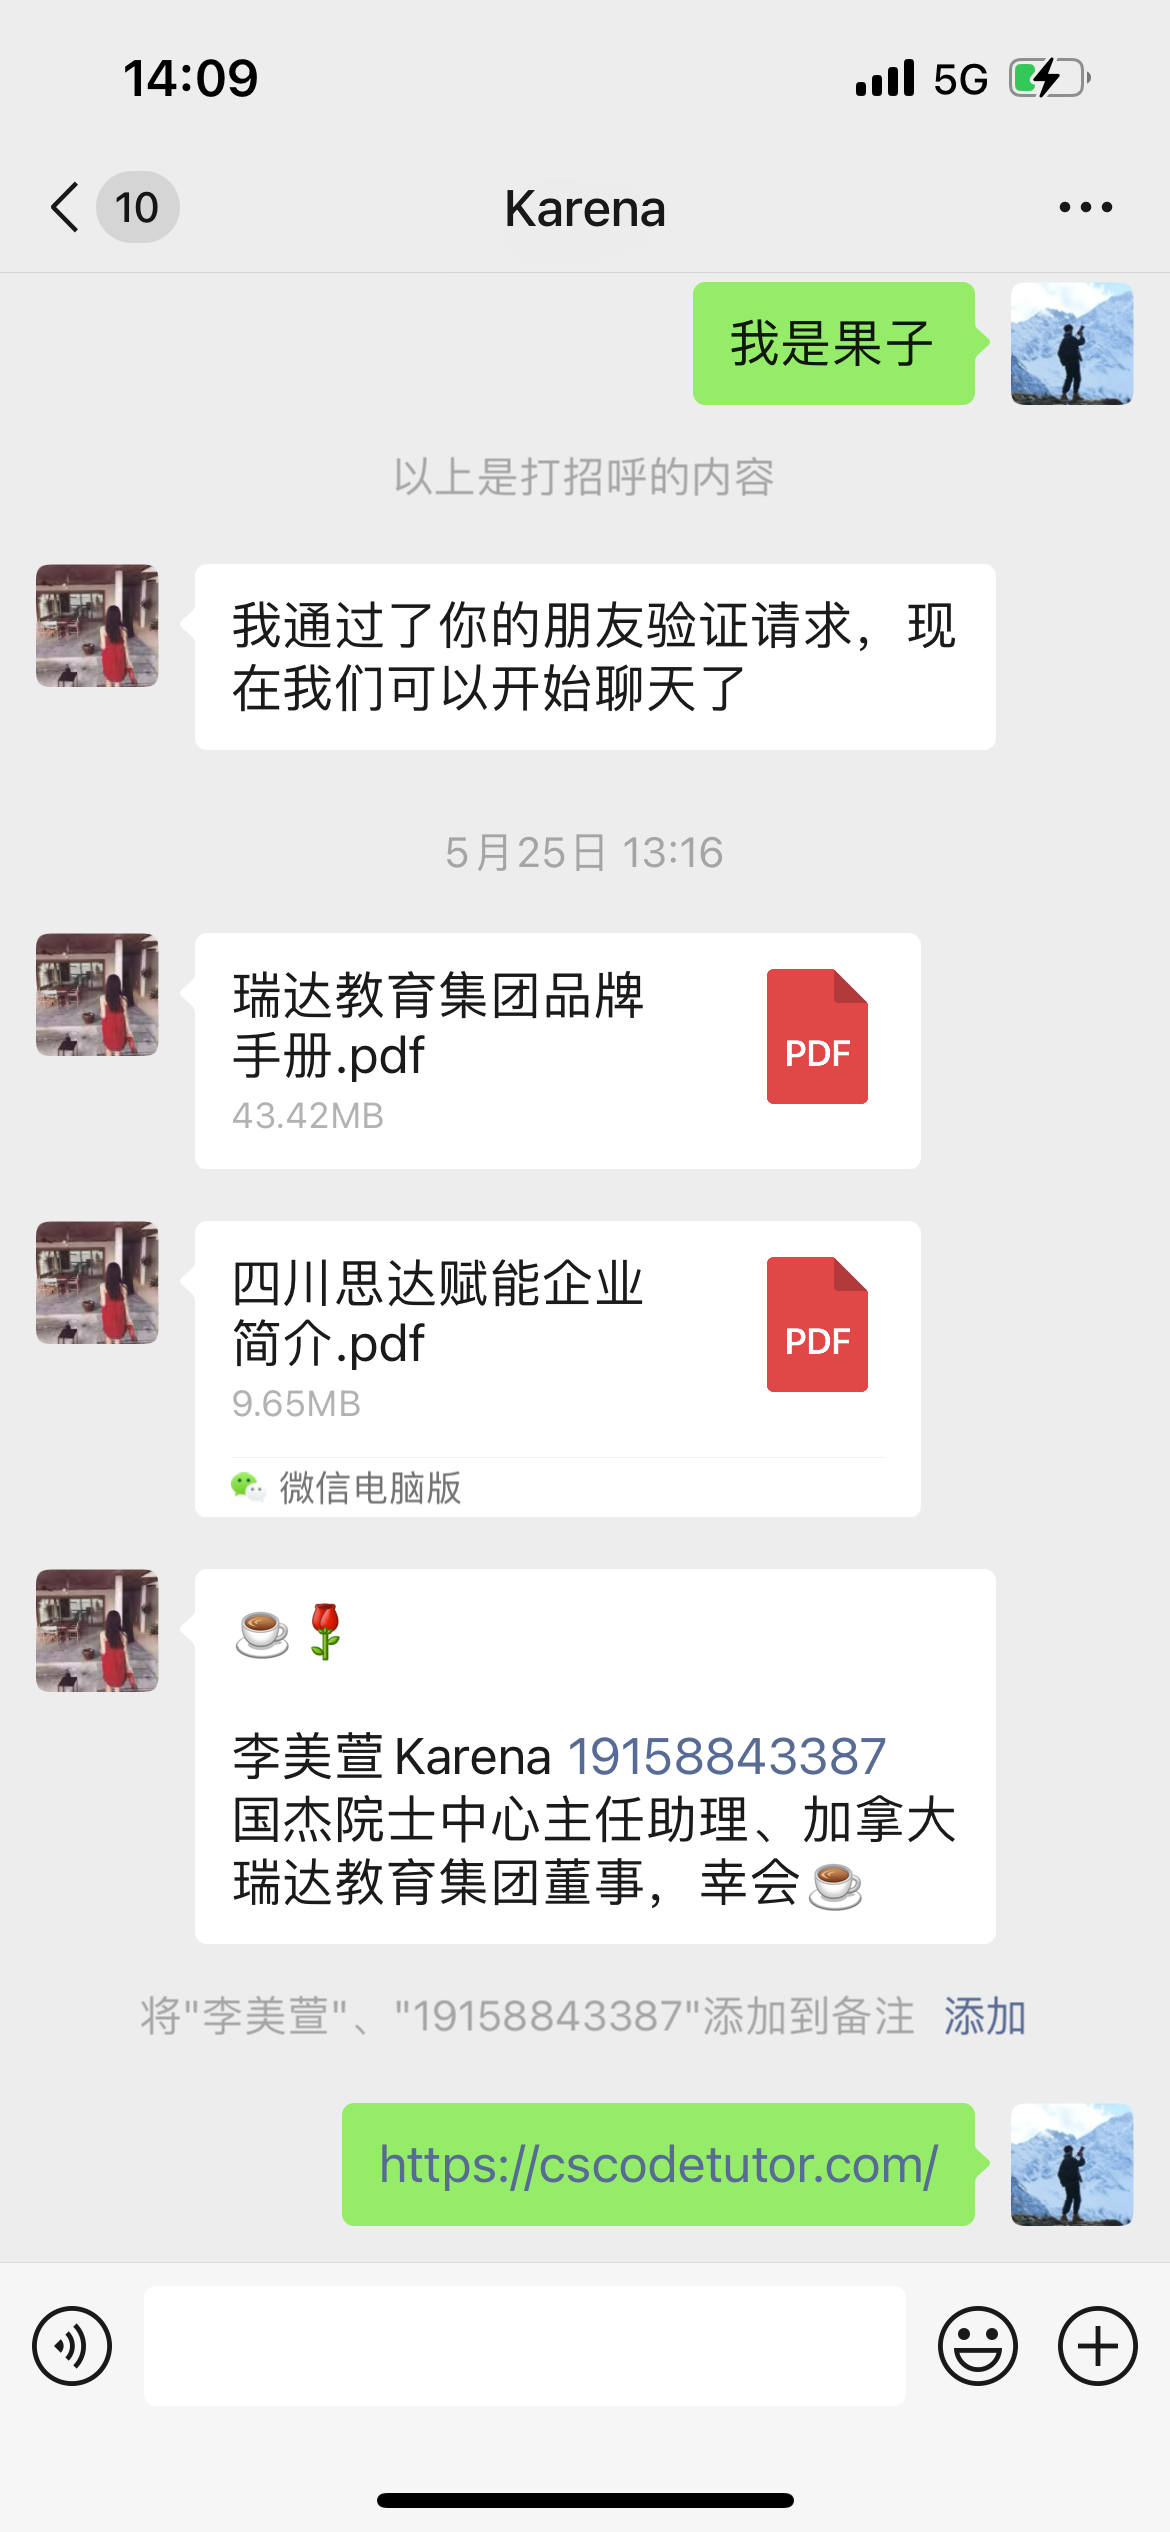 14:09
5G
10
Karena
我是果子
以上是打招呼的内容
我通过了你的朋友验证请求，现
在我们可以开始聊天了
5月25日 13:16
瑞达教育集团品牌
手册.pdf
43.42MB
PDF
四川思达赋能企业
简介.pdf
9.65MB
PDF
微信电脑版
☕🌹
李美萱Karena 19158843387
国杰院士中心主任助理、加拿大
瑞达教育集团董事，幸会☕
将"李美萱"、"19158843387"添加到备注 添加
https://cscodetutor.com/